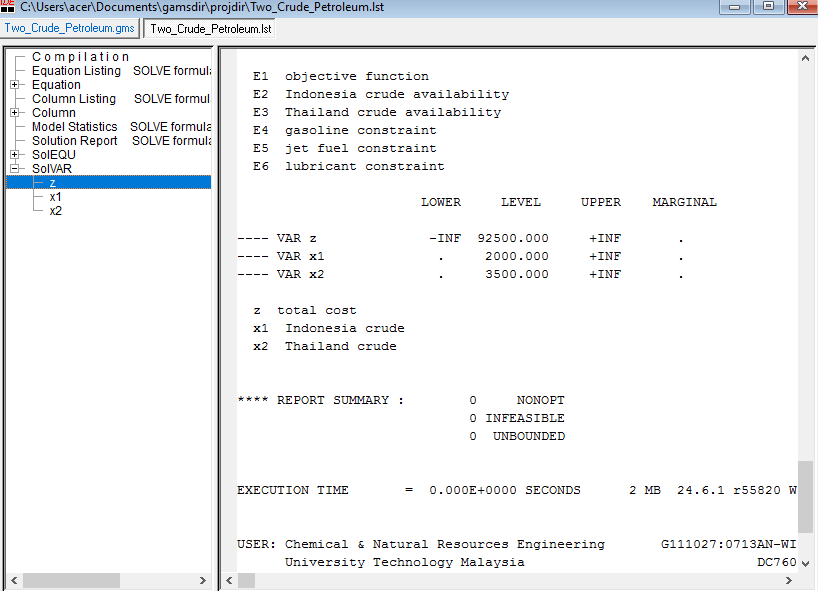 IDE C:\Users\acer\Documents\gamsdir\projdir\Two_Crude_Petroleum.lst
Two_Crude_Petroleum.gms Two_Crude_Petroleum.lst
Compilation
Equation Listing SOLVE formula
Equation
Column Listing SOLVE formul
Column
Model Statistics SOLVE formula
Solution Report SOLVE formula
SolEQU
SolVAR
z
x1
x2
E1 objective function
E2 Indonesia crude availability
E3 Thailand crude availability
E4 gasoline constraint
E5 jet fuel constraint
E6 lubricant constraint
LOWER LEVEL UPPER MARGINAL
---- VAR z -INF 92500.000 +INF .
---- VAR x1 . 2000.000 +INF .
---- VAR x2 . 3500.000 +INF .
z total cost
x1 Indonesia crude
x2 Thailand crude
**** REPORT SUMMARY : 0 NONOPT
0 INFEASIBLE
0 UNBOUNDED
EXECUTION TIME = 0.000E+0000 SECONDS 2 MB 24.6.1 r55820 W
USER: Chemical & Natural Resources Engineering G111027:0713AN-WI
University Technology Malaysia DC760